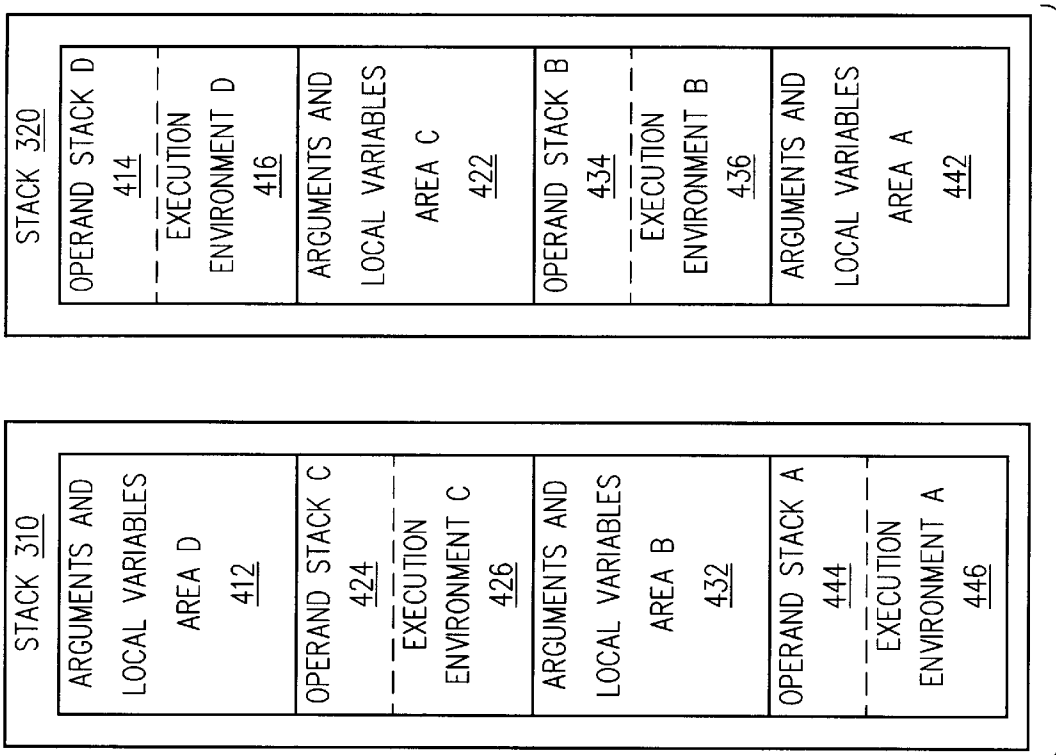 STACK 310
ARGUMENTS AND
LOCAL VARIABLES
AREA D
412
OPERAND STACK C
424
EXECUTION
ENVIRONMENT C
426
ARGUMENTS AND
LOCAL VARIABLES
AREA B
432
OPERAND STACK A
444
EXECUTION
ENVIRONMENT A
446
STACK 320
OPERAND STACK D
414
EXECUTION
ENVIRONMENT D
416
ARGUMENTS AND
LOCAL VARIABLES
AREA C
422
OPERAND STACK B
434
EXECUTION
ENVIRONMENT B
436
ARGUMENTS AND
LOCAL VARIABLES
AREA A
442